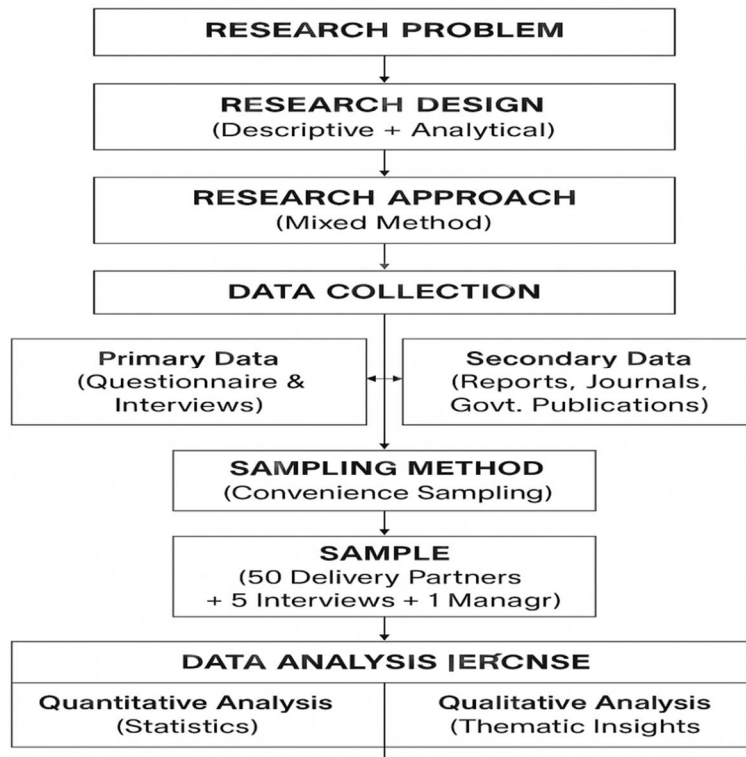 RESEARCH PROBLEM
RESEARCH DESIGN
(Descriptive + Analytical)
RESEARCH APPROACH
(Mixed Method)
DATA COLLECTION
Primary Data
(Questionnaire &
Interviews)
Secondary Data
(Reports, Journals,
Govt. Publications)
SAMPLING METHOD
(Convenience Sampling)
SAMPLE
(50 Delivery Partners
+ 5 Interviews + 1 Managr)
DATA ANALYSIS
Quantitative Analysis
(Statistics)
Qualitative Analysis
(Thematic Insights